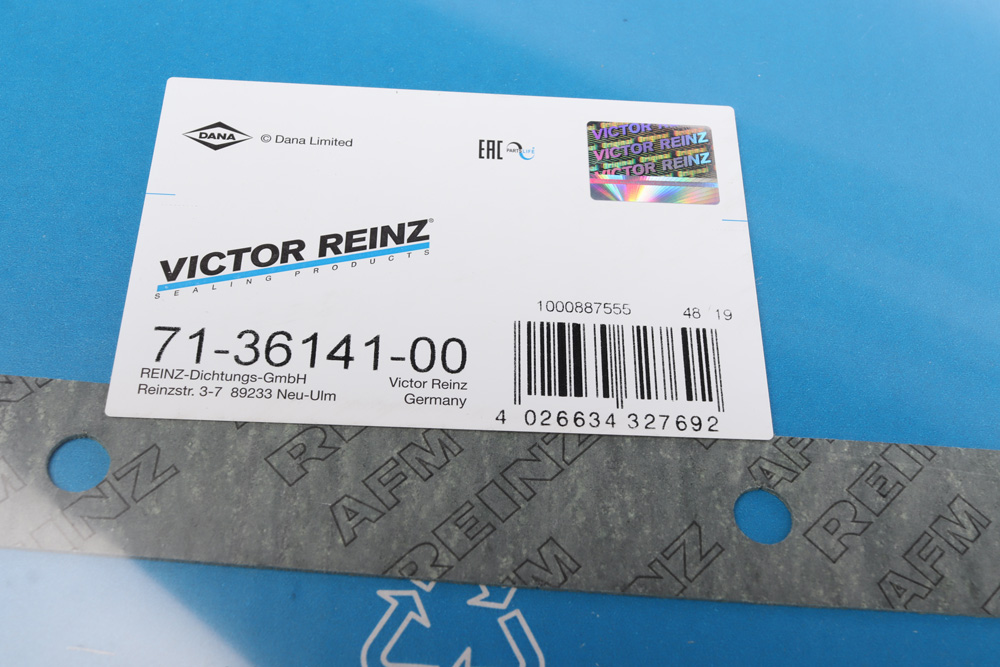 DANA © Dana Limited
EAC PARTSLIFE
VICTOR REINZ
VICTOR REINZ
VICTOR REINZ
VICTOR REINZ®
SEALING PRODUCTS
1000887555 48 19
71-36141-00
REINZ-Dichtungs-GmbH
Reinzstr. 3-7 89233 Neu-Ulm
Victor Reinz
Germany
4 026634 327692
REINZ
AFM
REINZ
AFM
REINZ
AFM